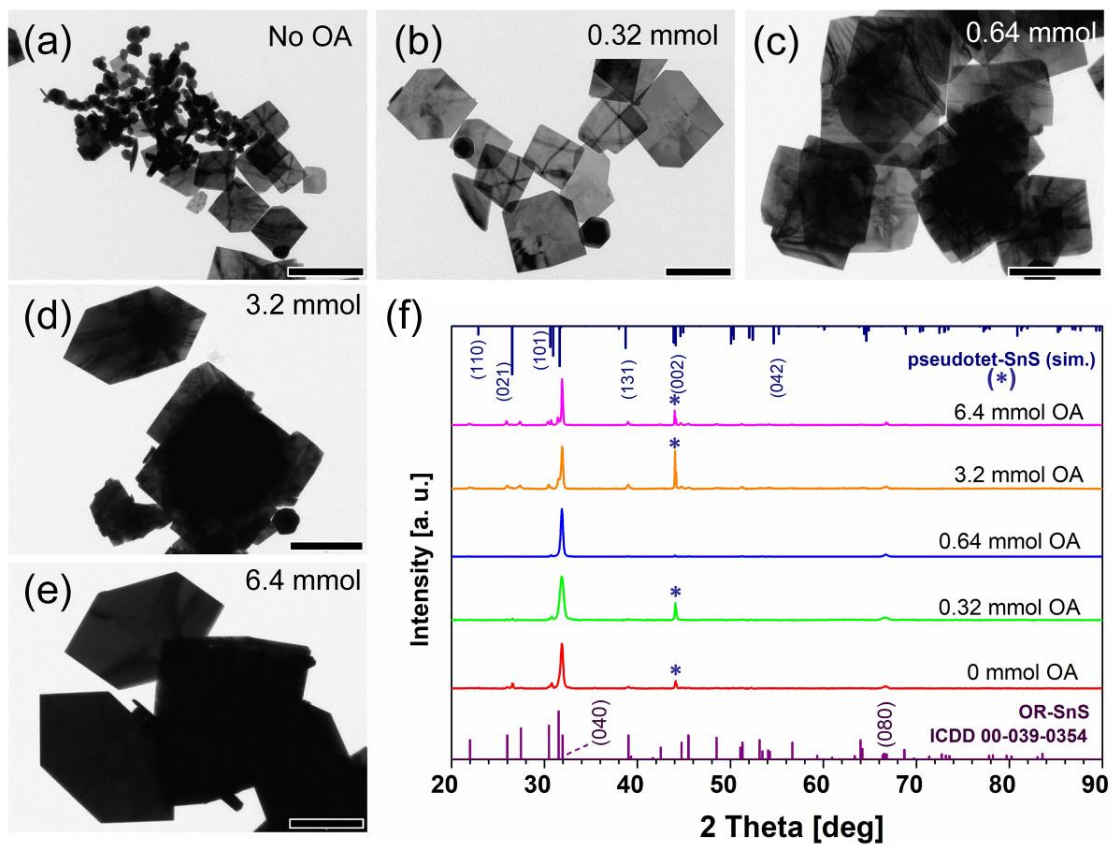 (a)
No OA
(b)
0.32 mmol
(c)
0.64 mmol
(d)
3.2 mmol
(e)
6.4 mmol
(f)
(110)
(021)
(101)
(131)
(002)
(042)
pseudotet-SnS (sim.)
(*)
*
6.4 mmol OA
*
3.2 mmol OA
0.64 mmol OA
*
0.32 mmol OA
*
0 mmol OA
(040)
(080)
OR-SnS
ICDD 00-039-0354
Intensity [a. u.]
20 30 40 50 60 70 80 90
2 Theta [deg]